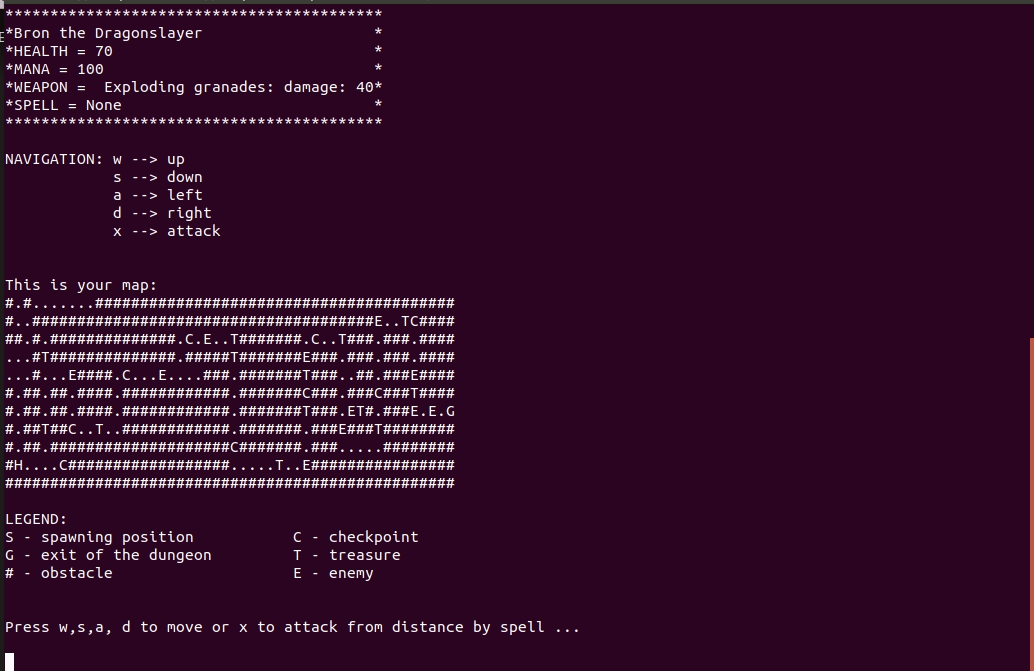 ******************************************
*Bron the Dragonslayer                   *
*HEALTH = 70                             *
*MANA = 100                              *
*WEAPON =  Exploding granades: damage: 40*
*SPELL = None                            *
******************************************
NAVIGATION: w --> up
            s --> down
            a --> left
            d --> right
            x --> attack
This is your map:
#.#.......########################################
#..######################################E..TC####
##.#.##############.C.E..T#######.C..T###.###.####
...#T##############.#####T#######E###.###.###.####
...#...E####.C...E....###.#######T###..##.###E####
#.##.##.####.############.#######C###.###C###T####
#.##.##.####.############.#######T###.ET#.###E.E.G
#.##T##C..T..############.#######.###E###T########
#.##.####################C#######.###.....########
#H....C##################.....T..E################
##################################################
LEGEND:
S - spawning position           C - checkpoint
G - exit of the dungeon         T - treasure
# - obstacle                    E - enemy
Press w,s,a, d to move or x to attack from distance by spell ...